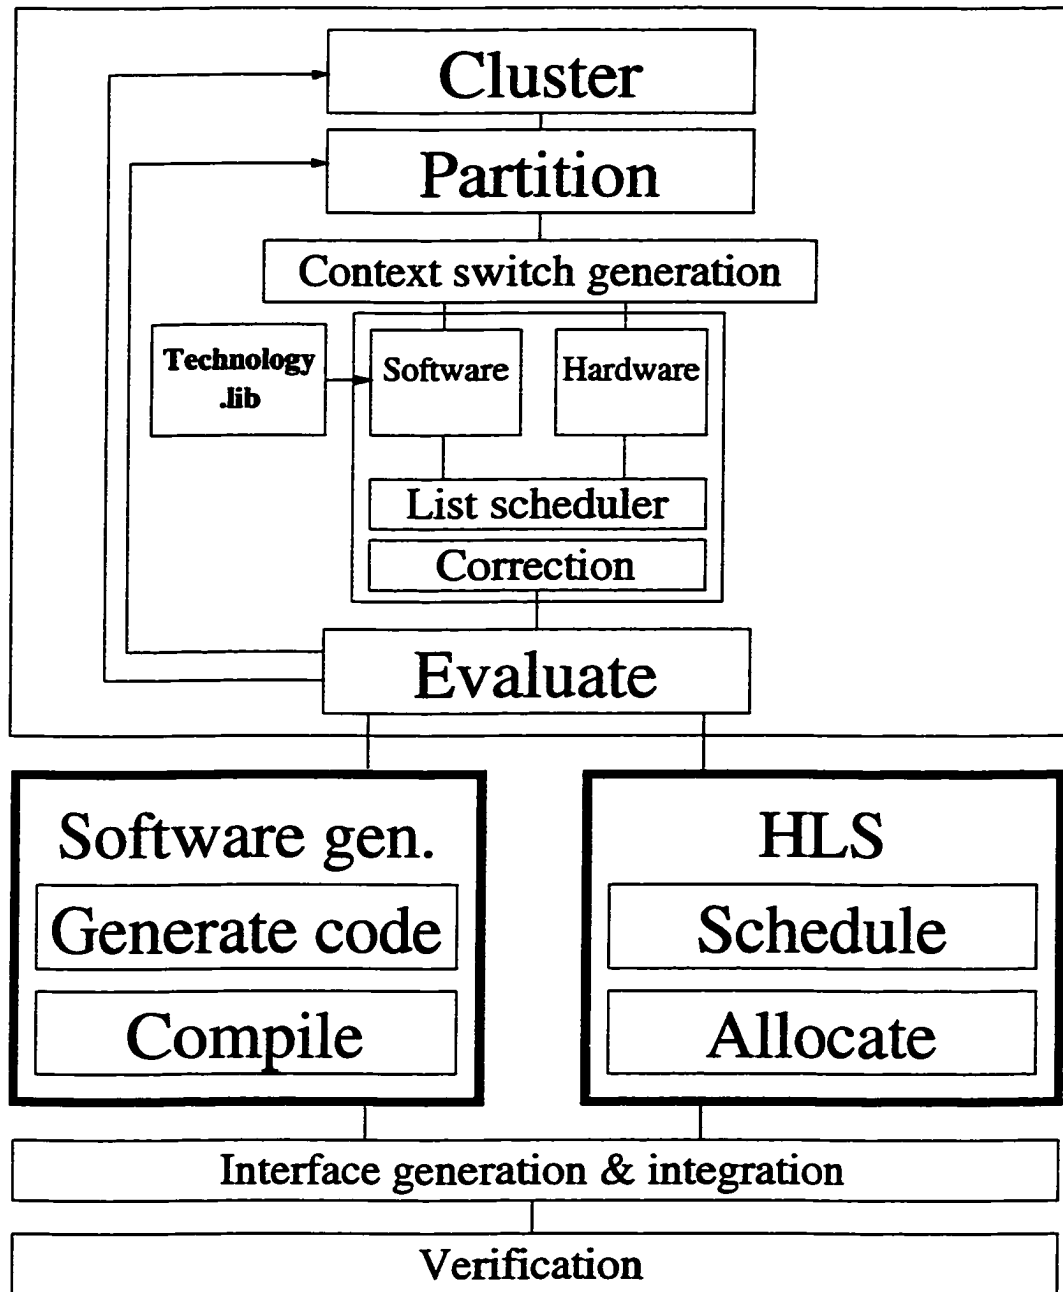 Cluster
Partition
Context switch generation
Technology
.lib
Software
Hardware
List scheduler
Correction
Evaluate
Software gen.
Generate code
Compile
HLS
Schedule
Allocate
Interface generation & integration
Verification